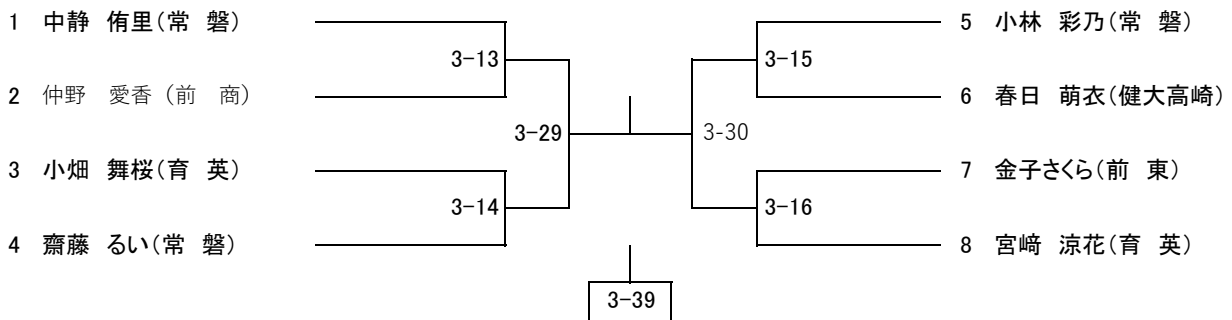 1 中静 侑里(常 磐)
3-13
2 仲野 愛香(前 商)
3-29
3 小畑 舞桜(育 英)
3-14
4 齋藤 るい(常 磐)
5 小林 彩乃(常 磐)
3-15
6 春日 萌衣(健大高崎)
3-30
7 金子さくら(前 東)
3-16
8 宮﨑 涼花(育 英)
3-39